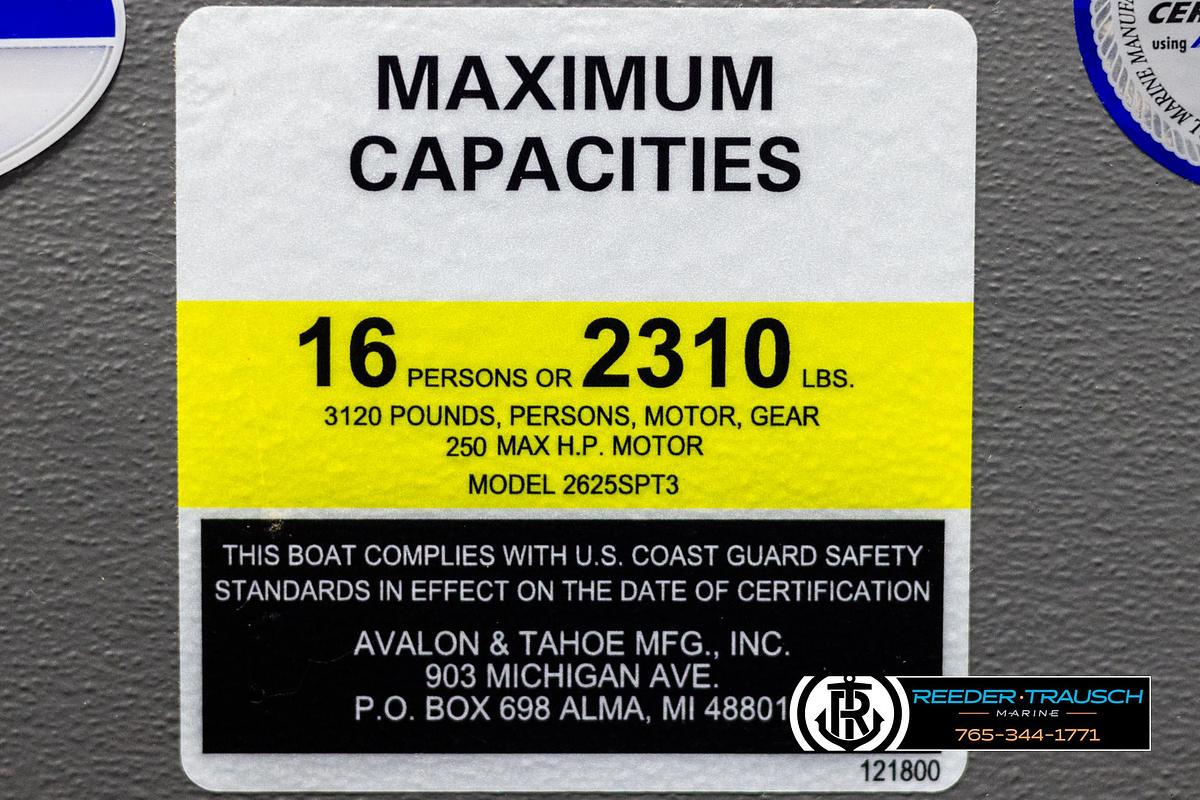 MAXIMUM
CAPACITIES
16 PERSONS OR 2310 LBS.
3120 POUNDS, PERSONS, MOTOR, GEAR
250 MAX H.P. MOTOR
MODEL 2625SPT3
THIS BOAT COMPLIES WITH U.S. COAST GUARD SAFETY
STANDARDS IN EFFECT ON THE DATE OF CERTIFICATION
AVALON & TAHOE MFG., INC.
903 MICHIGAN AVE.
P.O. BOX 698 ALMA, MI 48801
121800
using
MARINE
REEDER·TRAUSCH
MARINE
765-344-1771